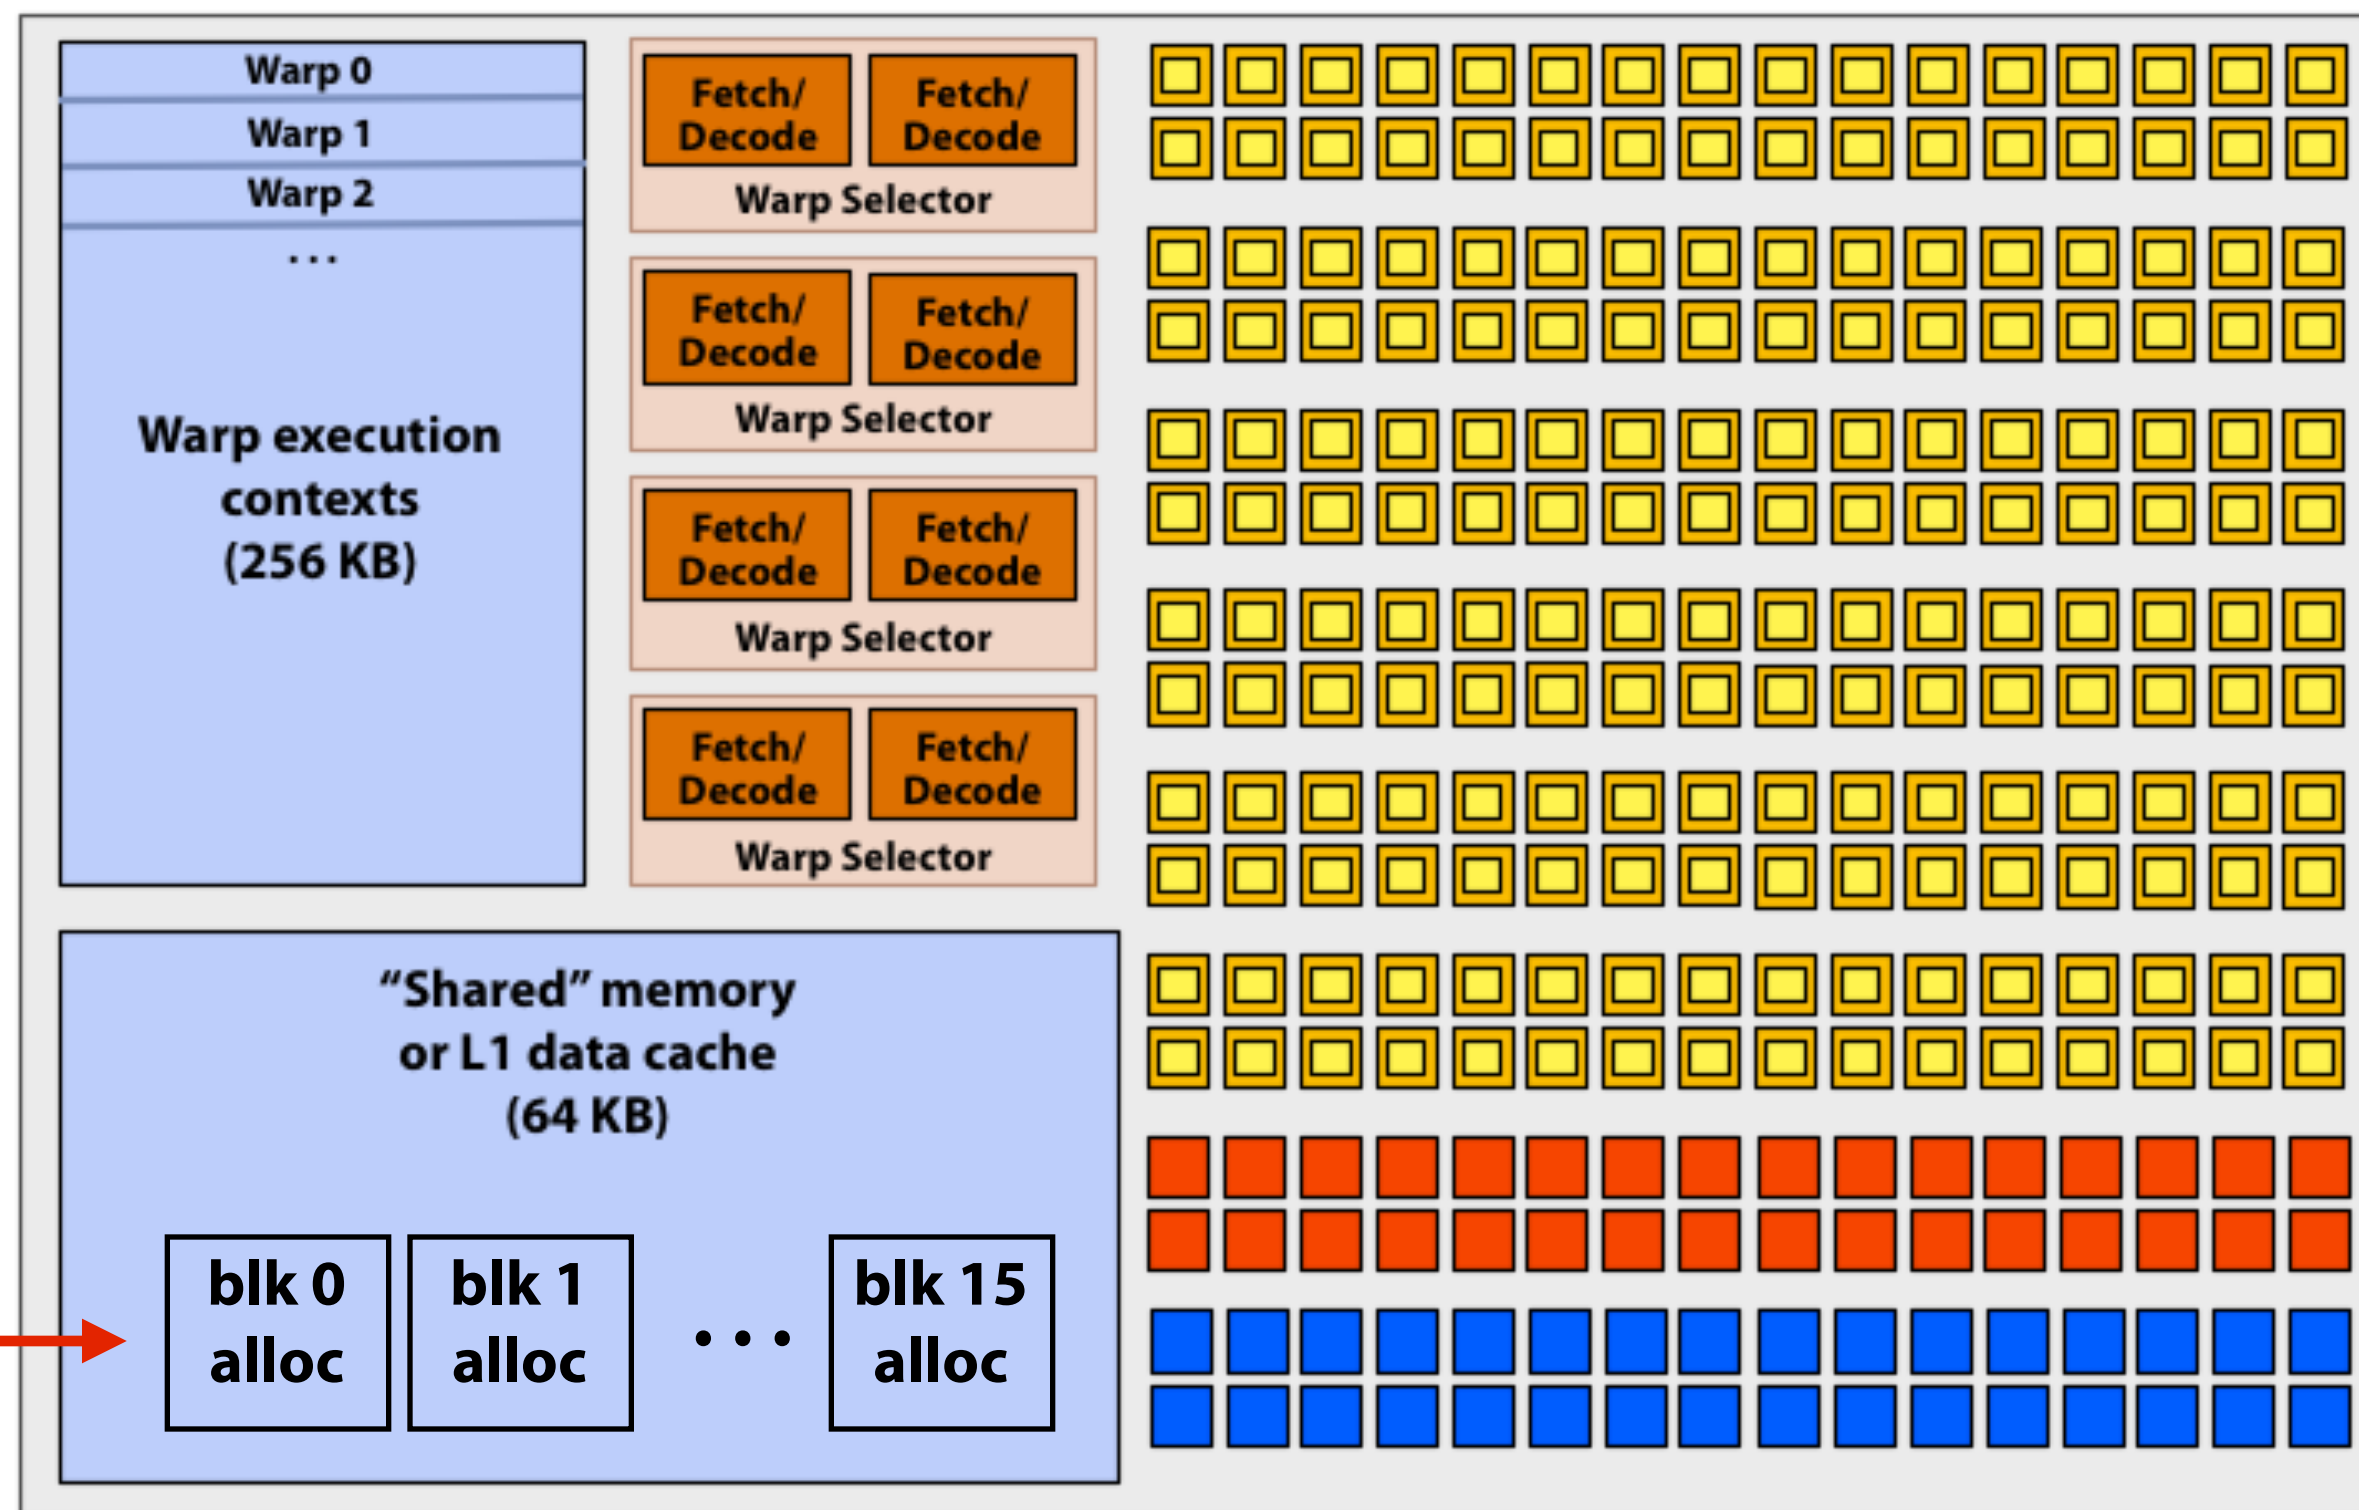 Warp 0
Warp 1
Warp 2
...
Warp execution
contexts
(256 KB)
Fetch/
Decode
Fetch/
Decode
Warp Selector
Fetch/
Decode
Fetch/
Decode
Warp Selector
Fetch/
Decode
Fetch/
Decode
Warp Selector
Fetch/
Decode
Fetch/
Decode
Warp Selector
“Shared” memory
or L1 data cache
(64 KB)
blk 0
alloc
blk 1
alloc
...
blk 15
alloc